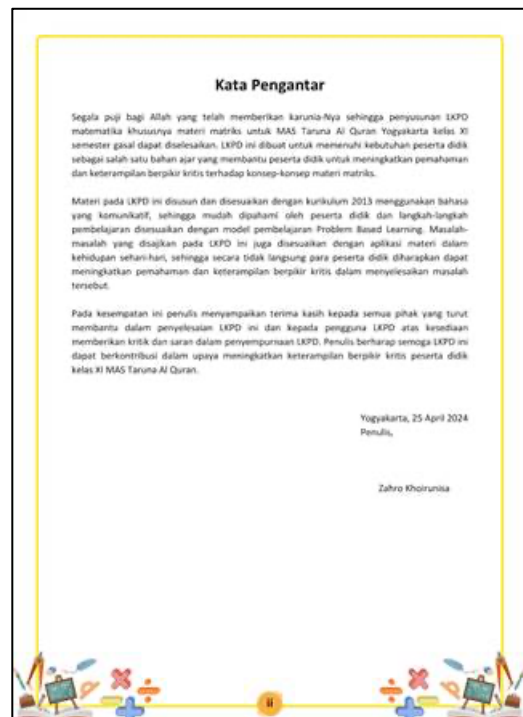 Kata Pengantar
Segala puji bagi Allah yang telah memberikan karunia-Nya sehingga penyusunan LKPD
matematika khususnya materi matriks untuk MAS Taruna Al Quran Yogyakarta kelas XI
semester gasal dapat diselesaikan. LKPD ini dibuat untuk memenuhi kebutuhan peserta didik
sebagai salah satu bahan ajar yang membantu peserta didik untuk meningkatkan pemahaman
dan keterampilan berpikir kritis terhadap konsep-konsep materi matriks.
Materi pada LKPD ini disusun dan disesuaikan dengan kurikulum 2013 menggunakan bahasa
yang komunikatif, sehingga mudah dipahami oleh peserta didik dan langkah-langkah
pembelajaran disesuaikan dengan model pembelajaran Problem Based Learning. Masalah-
masalah yang disajikan pada LKPD ini juga disesuaikan dengan aplikasi materi dalam
kehidupan sehari-hari, sehingga secara tidak langsung para peserta didik diharapkan dapat
meningkatkan pemahaman dan keterampilan berpikir kritis dalam menyelesaikan masalah
tersebut.
Pada kesempatan ini penulis menyampaikan terima kasih kepada semua pihak yang turut
membantu dalam penyelesaian LKPD ini dan kepada pengguna LKPD atas kesediaan
memberikan kritik dan saran dalam penyempurnaan LKPD. Penulis berharap semoga LKPD ini
dapat berkontribusi dalam upaya meningkatkan keterampilan berpikir kritis peserta didik
kelas XI MAS Taruna Al Quran.
Yogyakarta, 25 April 2024
Penulis,
Zahro Khoirunisa
ii